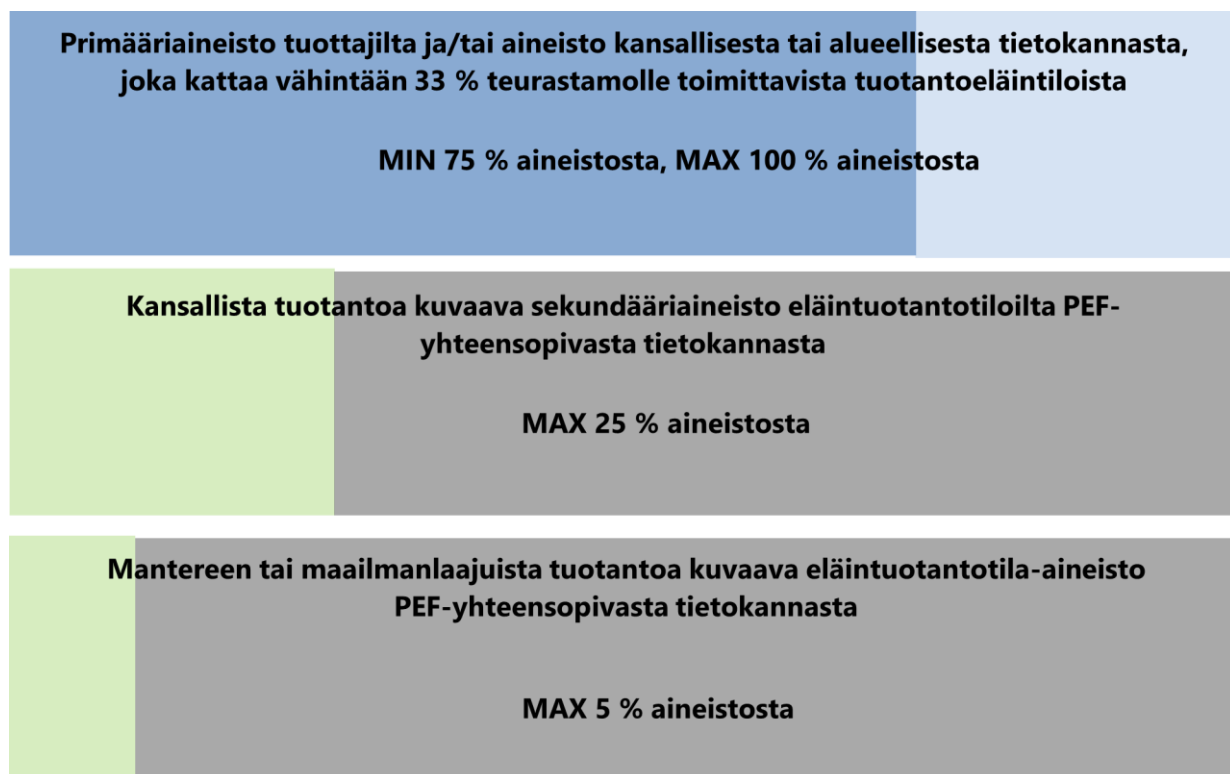 Primääriaineisto tuottajilta ja/tai aineisto kansallisesta tai alueellisesta tietokannasta,
joka kattaa vähintään 33 % teurastamolle toimittavista tuotantoeläintiloista
MIN 75 % aineistosta, MAX 100 % aineistosta
Kansallista tuotantoa kuvaava sekundääriaineisto eläintuotantotiloilta PEF-
yhteensopivasta tietokannasta
MAX 25 % aineistosta
Mantereen tai maailmanlaajuista tuotantoa kuvaava eläintuotantotila-aineisto
PEF-yhteensopivasta tietokannasta
MAX 5 % aineistosta